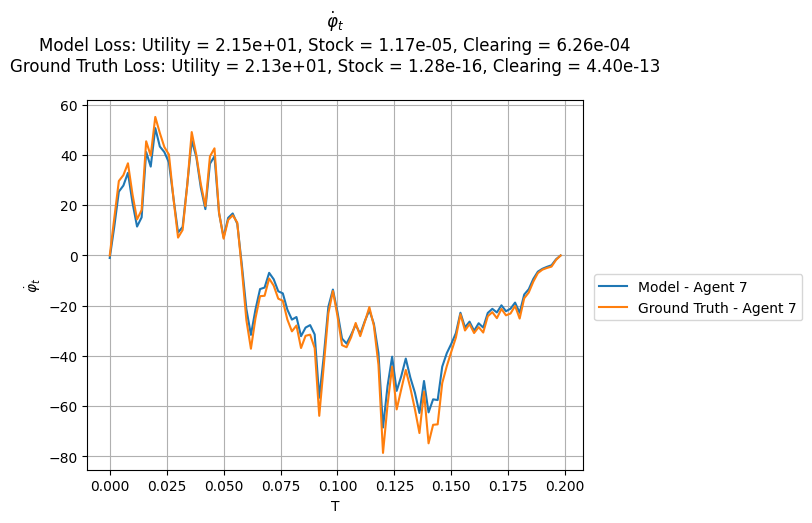 φ̇ₜ
Model Loss: Utility = 2.15e+01, Stock = 1.17e-05, Clearing = 6.26e-04
Ground Truth Loss: Utility = 2.13e+01, Stock = 1.28e-16, Clearing = 4.40e-13
60
40
20
0
−20
−40
−60
−80
φ̇ₜ
0.000 0.025 0.050 0.075 0.100 0.125 0.150 0.175 0.200
T
Model - Agent 7
Ground Truth - Agent 7